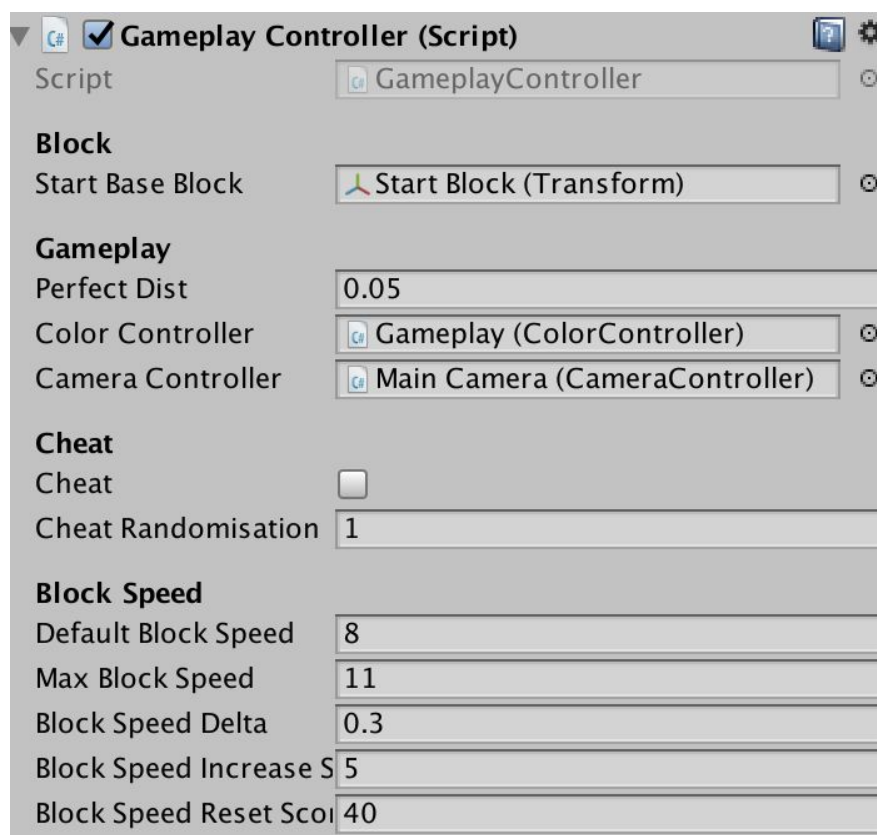 Gameplay Controller (Script)
Script GameplayController
Block
Start Base Block Start Block (Transform)
Gameplay
Perfect Dist 0.05
Color Controller Gameplay (ColorController)
Camera Controller Main Camera (CameraController)
Cheat
Cheat
Cheat Randomisation 1
Block Speed
Default Block Speed 8
Max Block Speed 11
Block Speed Delta 0.3
Block Speed Increase S 5
Block Speed Reset Scor 40